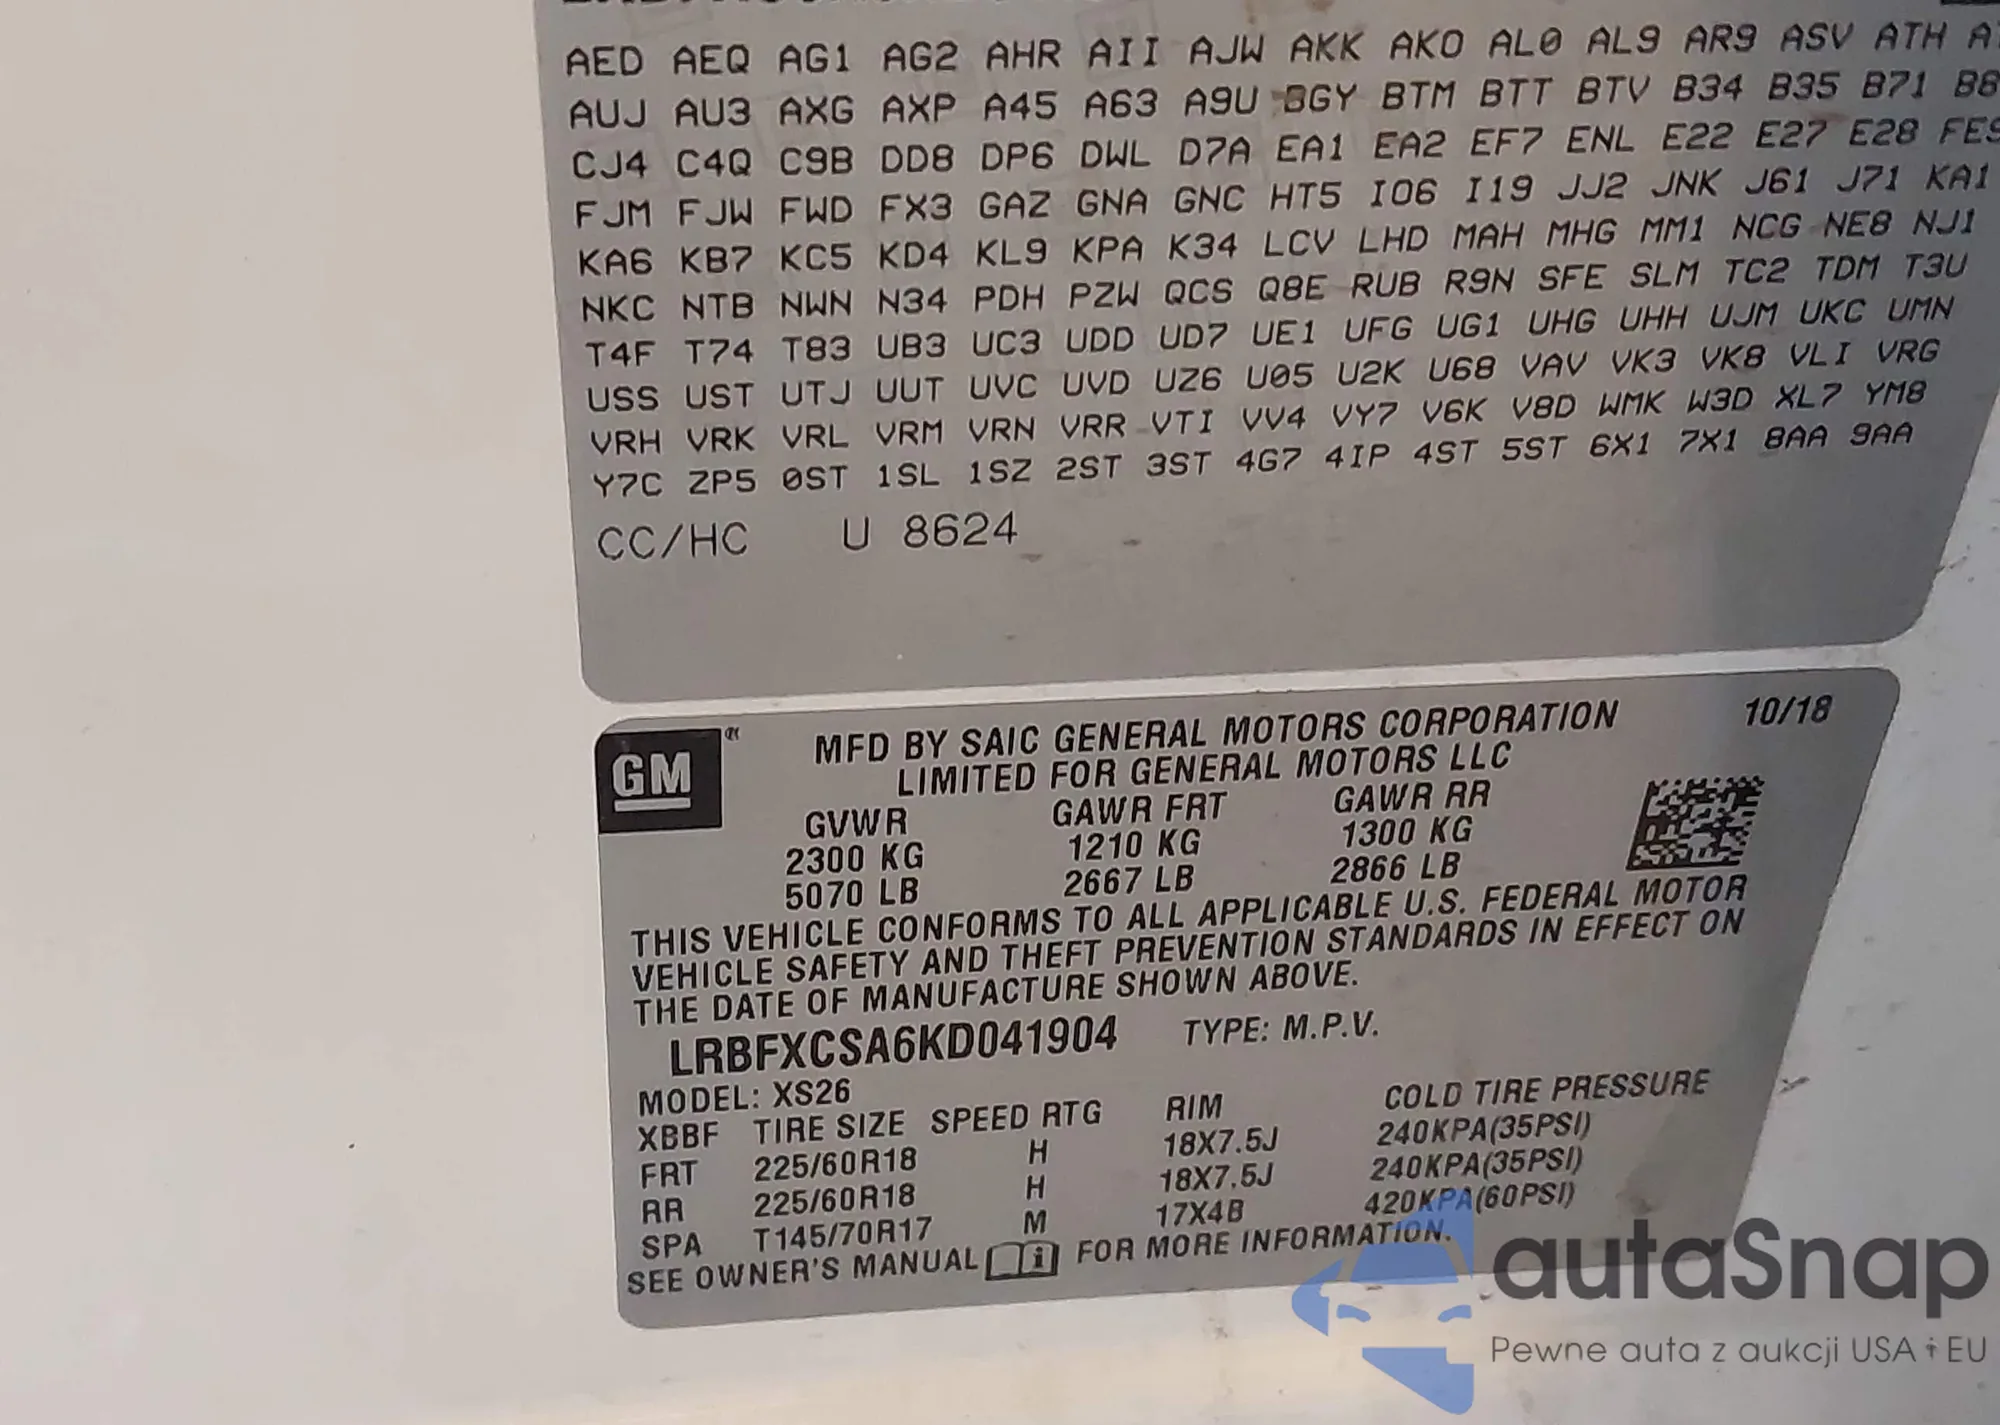 AED AEQ AG1 AG2 AHR AII AJW AKK AKO AL0 AL9 AR9 ASV ATH
AUJ AU3 AXG AXP A45 A63 A9U BGY BTM BTT BTV B34 B35 B71
CJ4 C4Q C9B DD8 DP6 DWL D7A EA1 EA2 EF7 ENL E22 E27 E28 FE9
FJM FJW FWD FX3 GAZ GNA GNC HT5 IO6 I19 JJ2 JNK J61 J71 KA1
KA6 KB7 KC5 KD4 KL9 KPA K34 LCV LHD MAH MHG MM1 NCG NE8 NJ1
NKC NTB NWN N34 PDH PZW QCS Q8E RUB R9N SFE SLM TC2 TDM T3U
T4F T74 T83 UB3 UC3 UDD UD7 UE1 UFG UG1 UHG UHH UJM UKC UMN
USS UST UTJ UUT UVC UVD UZ6 U05 U2K U68 VAV VK3 VK8 VLI VRG
VRH VRK VRL VRM VRN VRR VTI VV4 VY7 V6K V8D WMK W3D XL7 YM8
Y7C ZP5 0ST 1SL 1SZ 2ST 3ST 4G7 4IP 4ST 5ST 6X1 7X1 8AA 9AA
CC/HC U 8624
GM ® MFD BY SAIC GENERAL MOTORS CORPORATION 10/18
LIMITED FOR GENERAL MOTORS LLC
GVWR GAWR FRT GAWR RR
2300 KG 1210 KG 1300 KG
5070 LB 2667 LB 2866 LB
THIS VEHICLE CONFORMS TO ALL APPLICABLE U.S. FEDERAL MOTOR
VEHICLE SAFETY AND THEFT PREVENTION STANDARDS IN EFFECT ON
THE DATE OF MANUFACTURE SHOWN ABOVE.
LRBFXCSA6KD041904 TYPE: M.P.V.
MODEL: XS26
XBBF TIRE SIZE SPEED RTG RIM COLD TIRE PRESSURE
FRT 225/60R18 H 18X7.5J 240KPA(35PSI)
RR 225/60R18 H 18X7.5J 240KPA(35PSI)
SPA T145/70R17 M 17X4B 420KPA(60PSI)
SEE OWNER'S MANUAL i FOR MORE INFORMATION.
autaSnap
Pewne auta z aukcji USA i EU